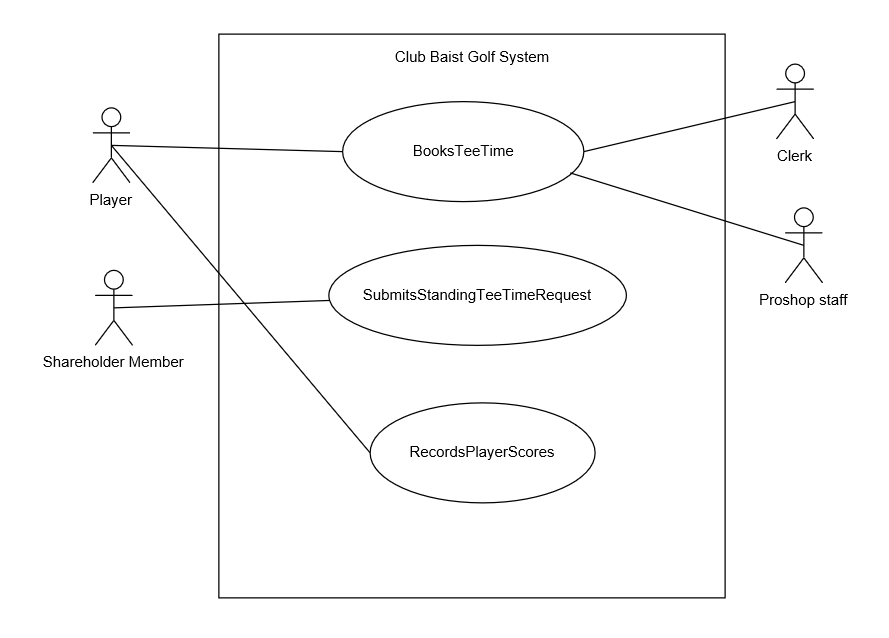 Club Baist Golf System
BooksTeeTime
Clerk
Player
SubmitsStandingTeeTimeRequest
Proshop staff
Shareholder Member
RecordsPlayerScores